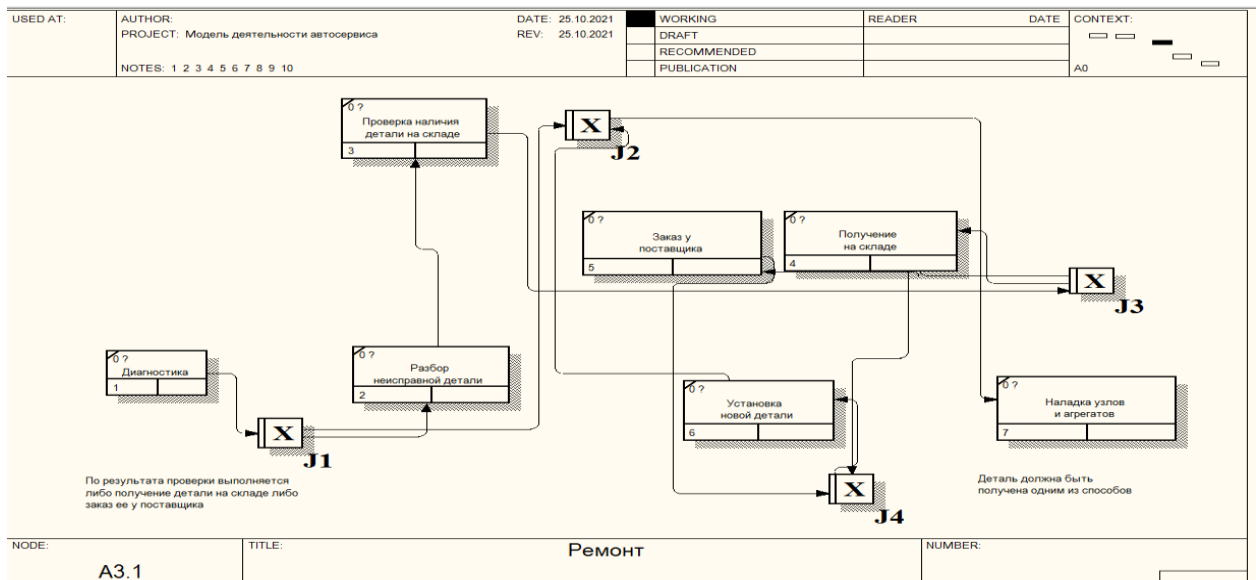 USED AT:
AUTHOR:
DATE: 25.10.2021
WORKING
READER
DATE
CONTEXT:
PROJECT: Модель деятельности автосервиса
REV: 25.10.2021
DRAFT
RECOMMENDED
NOTES: 1 2 3 4 5 6 7 8 9 10
PUBLICATION
A0
0 ?
Проверка наличия
детали на складе
3
X
J2
0 ?
Заказ у
поставщика
5
0 ?
Получение
на складе
4
X
J3
0 ?
Диагностика
1
0 ?
Разбор
неисправной детали
2
0 ?
Установка
новой детали
6
0 ?
Наладка узлов
и агрегатов
7
X
J1
X
J4
По результата проверки выполняется
либо получение детали на складе либо
заказ ее у поставщика
Деталь должна быть
получена одним из способов
NODE:
TITLE:
NUMBER:
A3.1
Ремонт